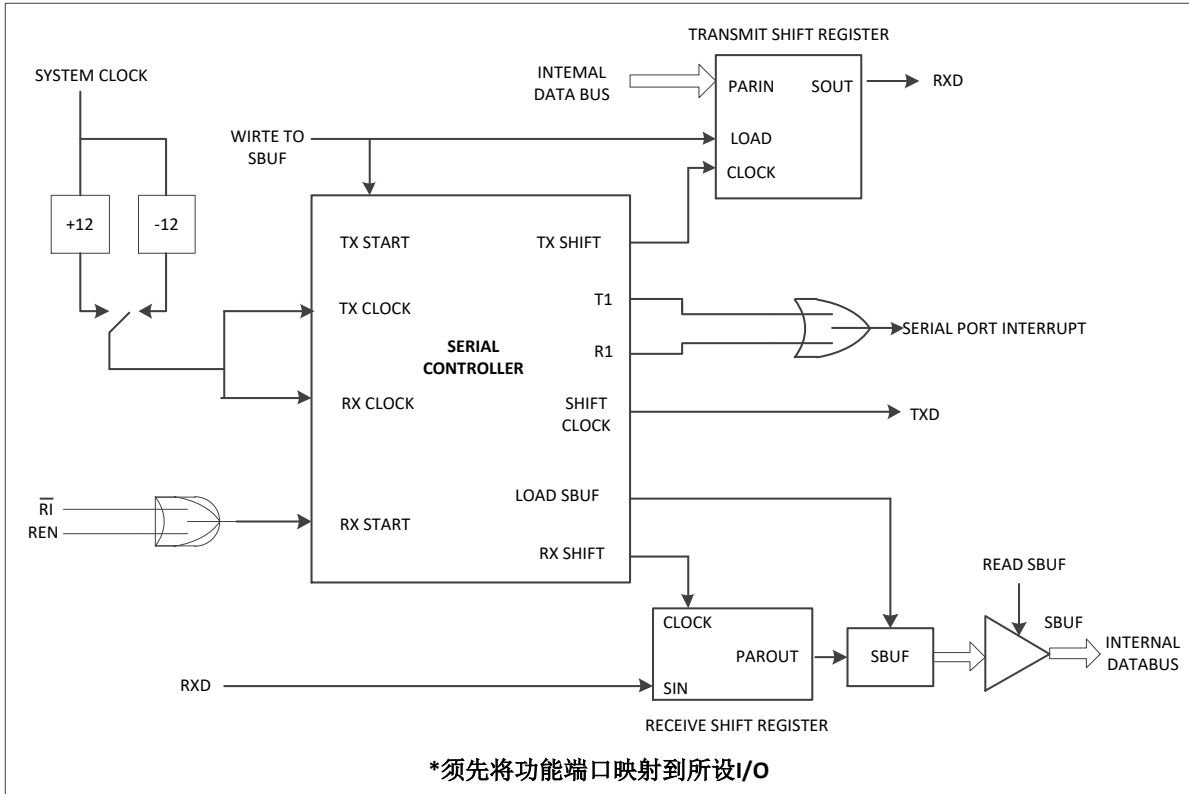 TRANSMIT SHIFT REGISTER
SYSTEM CLOCK
INTEMAL
DATA BUS
PARIN
SOUT
RXD
WIRTE TO
SBUF
LOAD
CLOCK
+12
-12
TX START
TX SHIFT
TX CLOCK
T1
SERIAL PORT INTERRUPT
SERIAL
CONTROLLER
R1
RX CLOCK
SHIFT
CLOCK
TXD
LOAD SBUF
R̅I̅
REN
RX START
RX SHIFT
READ SBUF
CLOCK
SBUF
PAROUT
SBUF
INTERNAL
DATABUS
RXD
SIN
RECEIVE SHIFT REGISTER
*须先将功能端口映射到所设I/O